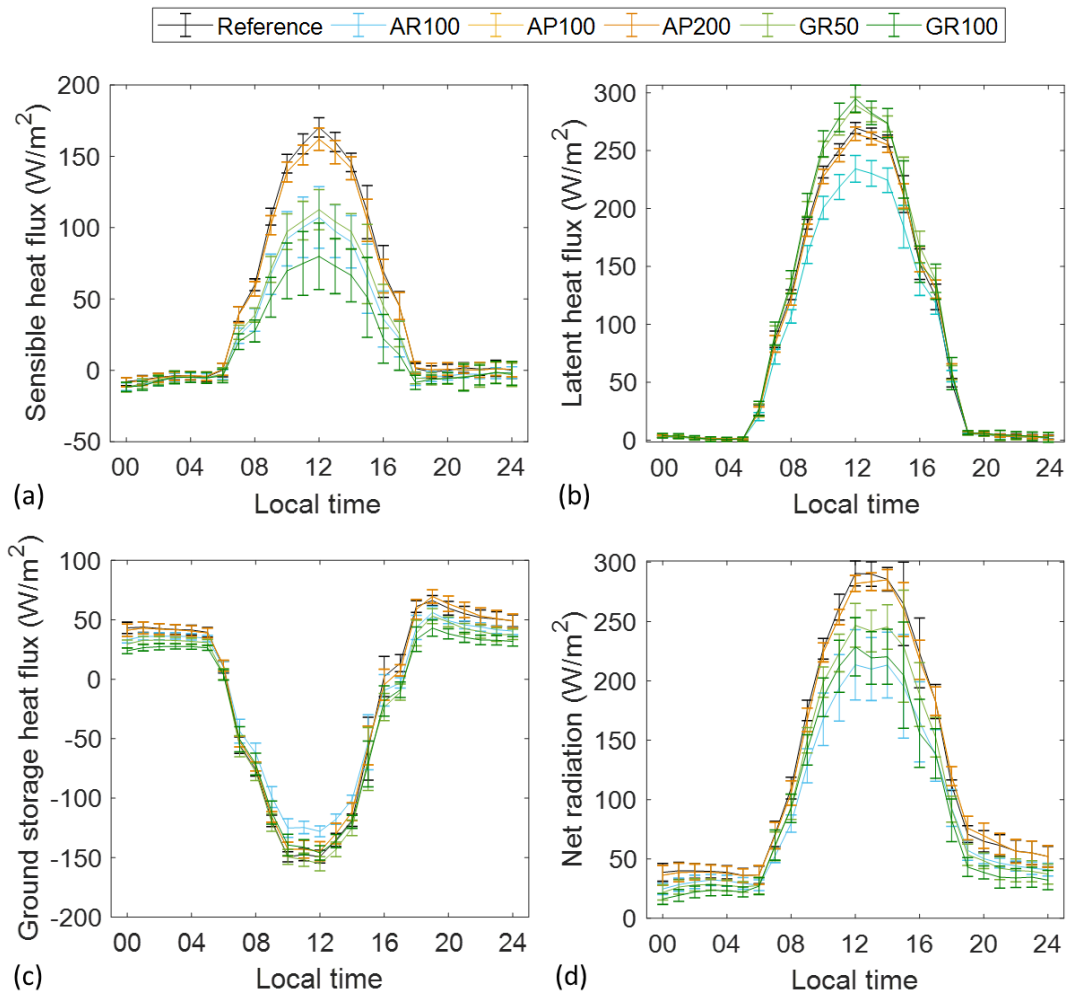 Reference AR100 AP100 AP200 GR50 GR100
200
150
100
50
0
-50
Sensible heat flux (W/m²)
00 04 08 12 16 20 24
Local time
(a)
300
250
200
150
100
50
0
Latent heat flux (W/m²)
00 04 08 12 16 20 24
Local time
(b)
100
50
0
-50
-100
-150
-200
Ground storage heat flux (W/m²)
00 04 08 12 16 20 24
Local time
(c)
300
250
200
150
100
50
0
Net radiation (W/m²)
00 04 08 12 16 20 24
Local time
(d)